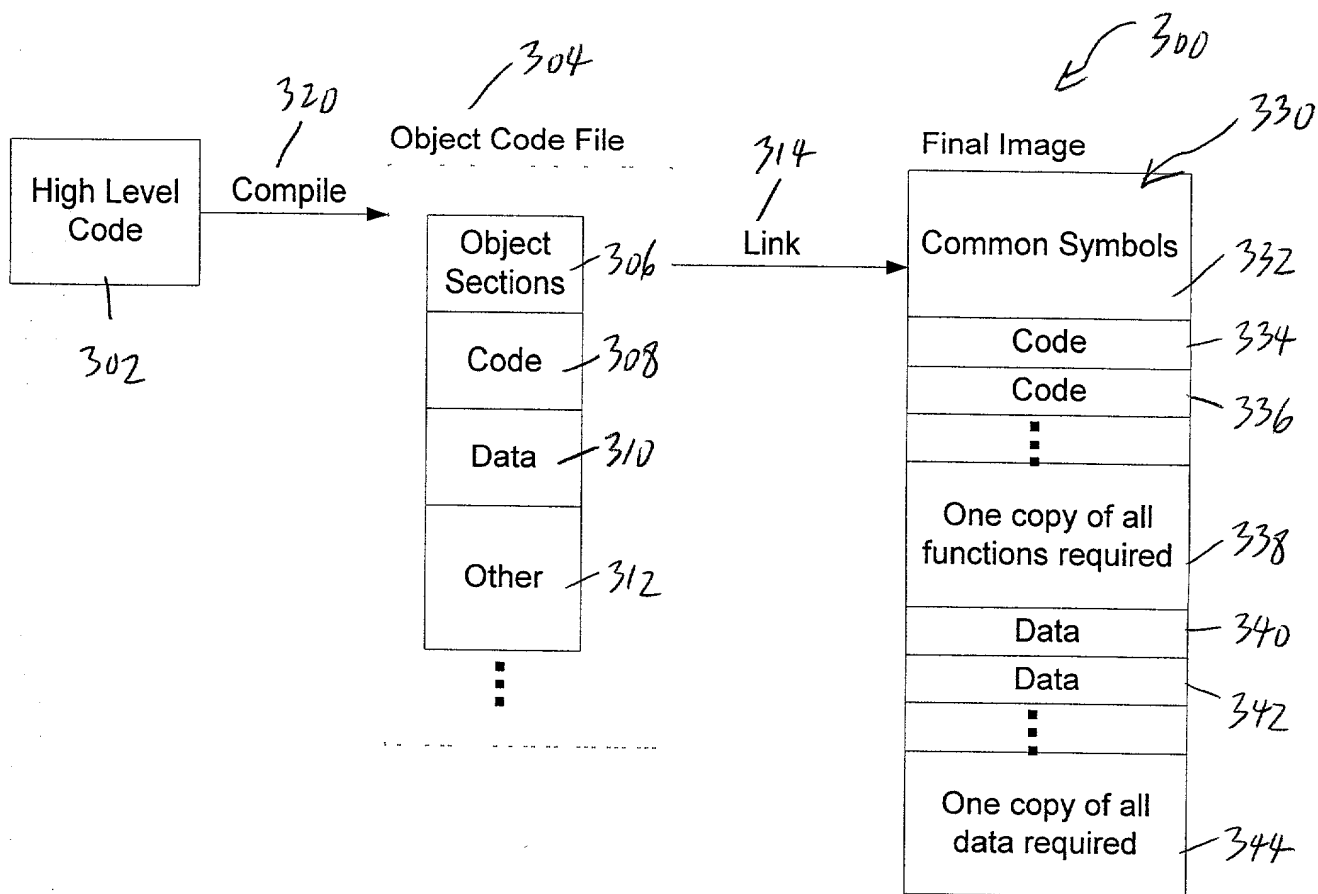 300
304
320
Object Code File
314
Final Image
330
High Level
Code
Compile
302
Object
Sections
306
Link
Common Symbols
332
Code
308
Code
334
Code
336
Data
310
One copy of all
functions required
338
Other
312
Data
340
Data
342
One copy of all
data required
344